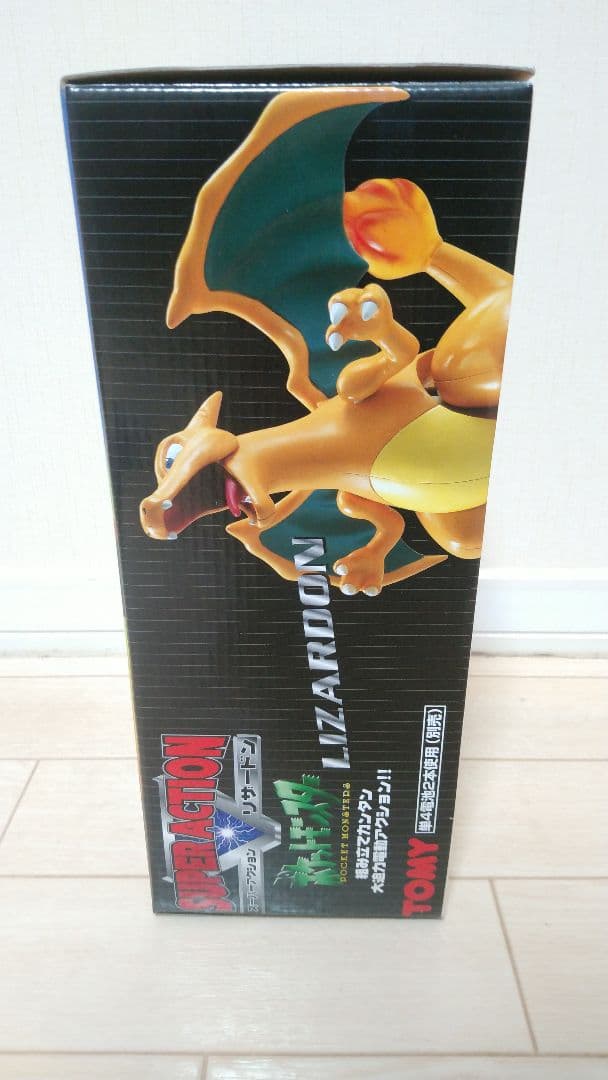 SUPER ACTION
スーパーアクション リザードン
ポケットモンスター
POCKET MONSTERS
LIZARDON
組み立てカンタン
大迫力電動アクション!!
TOMY
単4電池2本使用(別売)